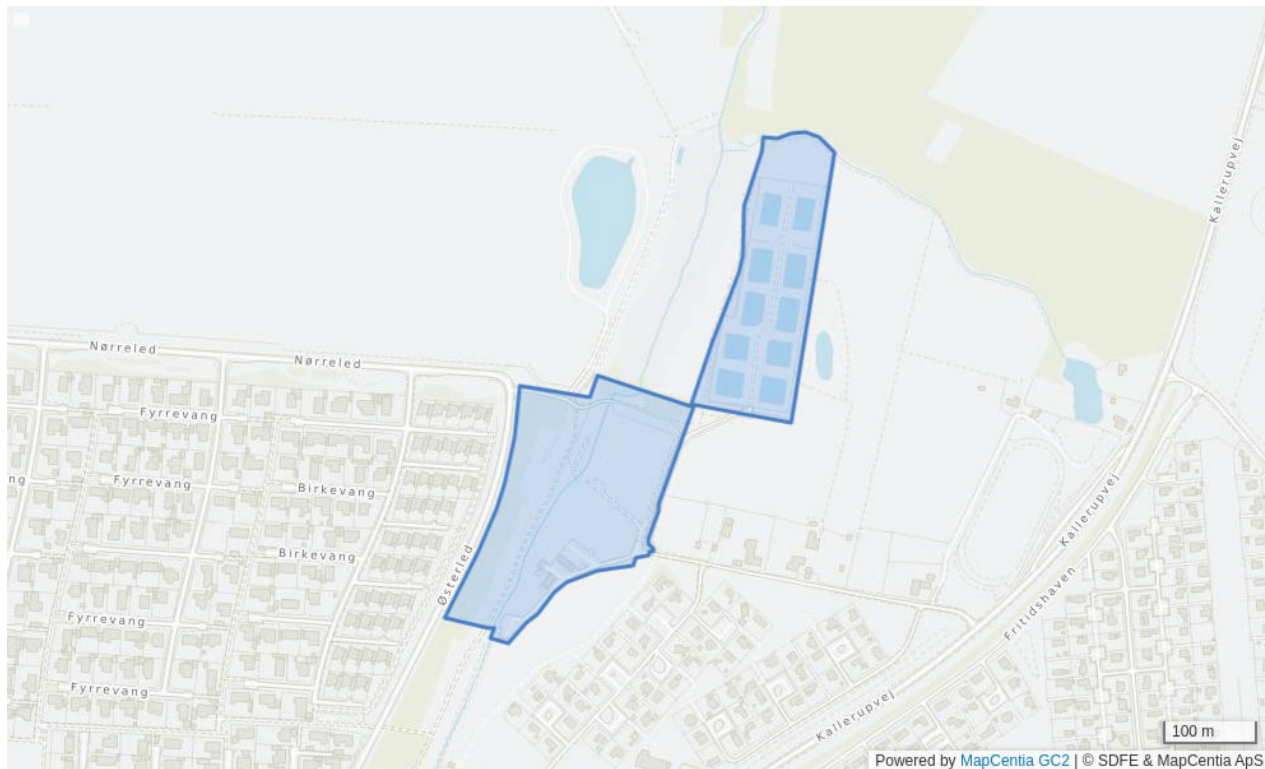 Kallerupvej
Nørreled
Nørreled
Fyrrevang
Fyrrevang
Birkevang
ng
Birkevang
Østerled
Fyrrevang
Fyrrevang
Kallerupvej
Fritidshaven
Kallerupvej
100 m
Powered by MapCentia GC2 | © SDFE & MapCentia ApS